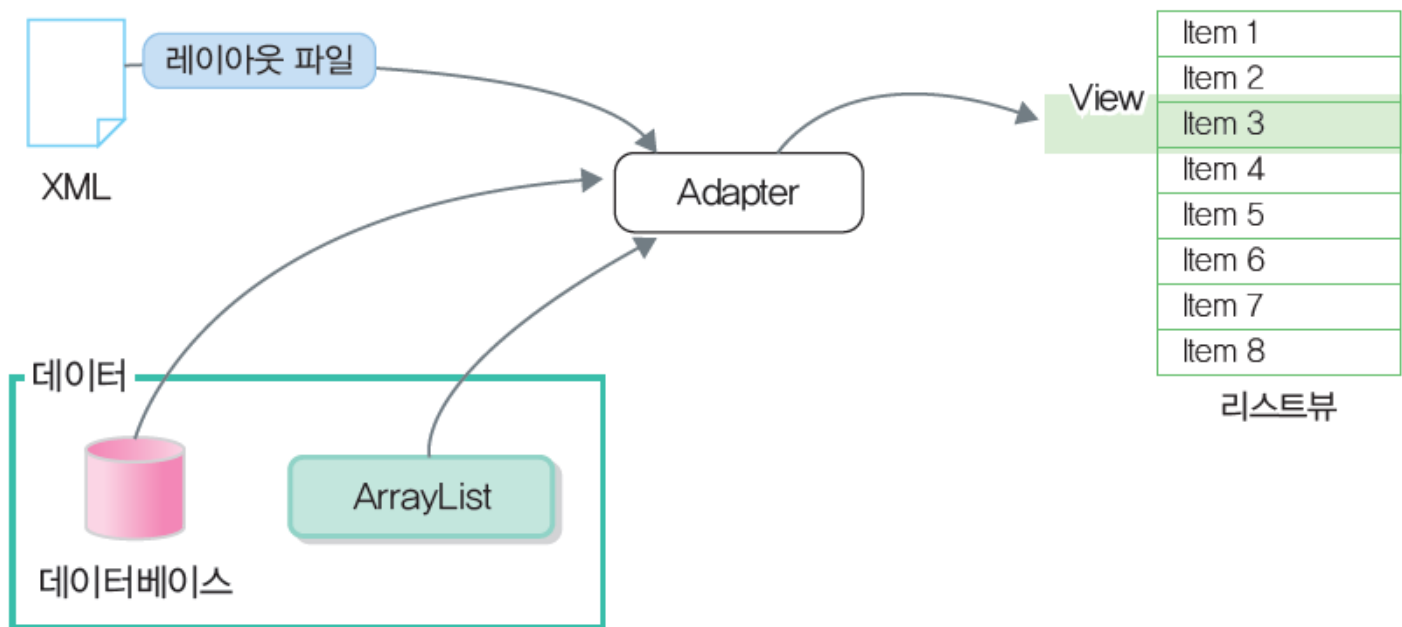 레이아웃 파일
XML
Adapter
View
Item 1
Item 2
Item 3
Item 4
Item 5
Item 6
Item 7
Item 8
리스트뷰
데이터
ArrayList
데이터베이스